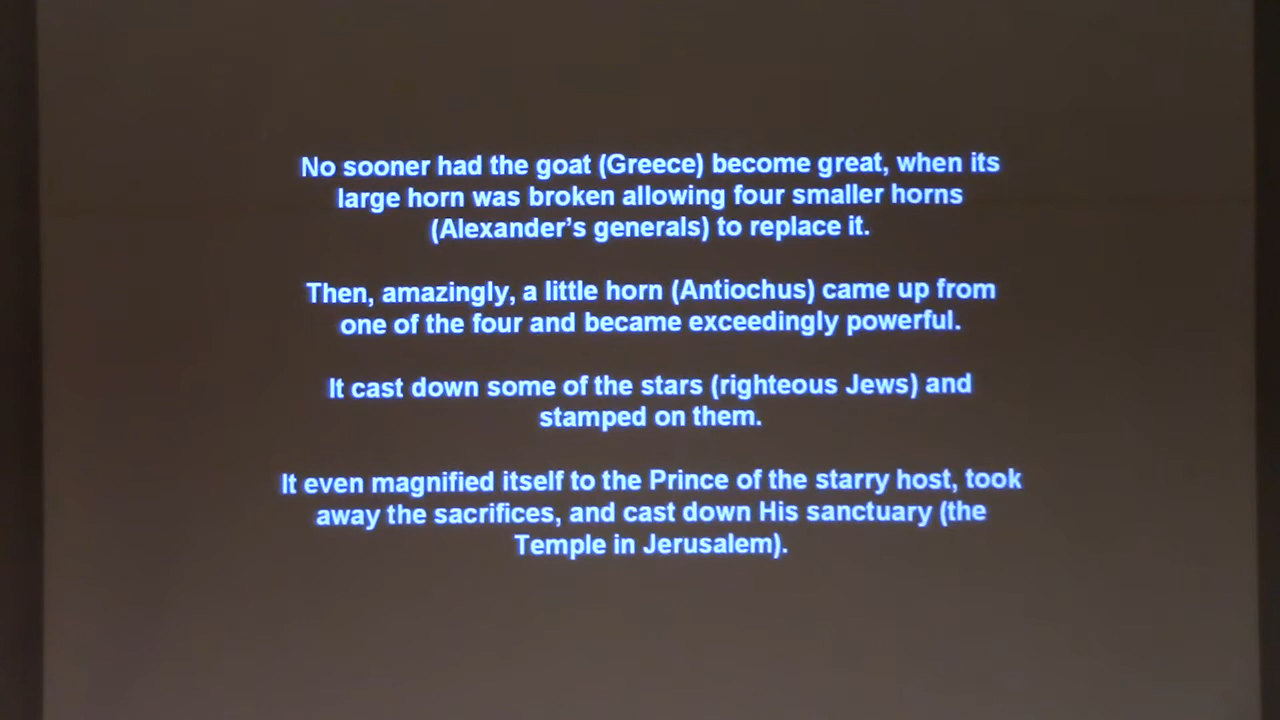 No sooner had the goat (Greece) become great, when its
large horn was broken allowing four smaller horns
(Alexander’s generals) to replace it.
Then, amazingly, a little horn (Antiochus) came up from
one of the four and became exceedingly powerful.
It cast down some of the stars (righteous Jews) and
stamped on them.
It even magnified itself to the Prince of the starry host, took
away the sacrifices, and cast down His sanctuary (the
Temple in Jerusalem).